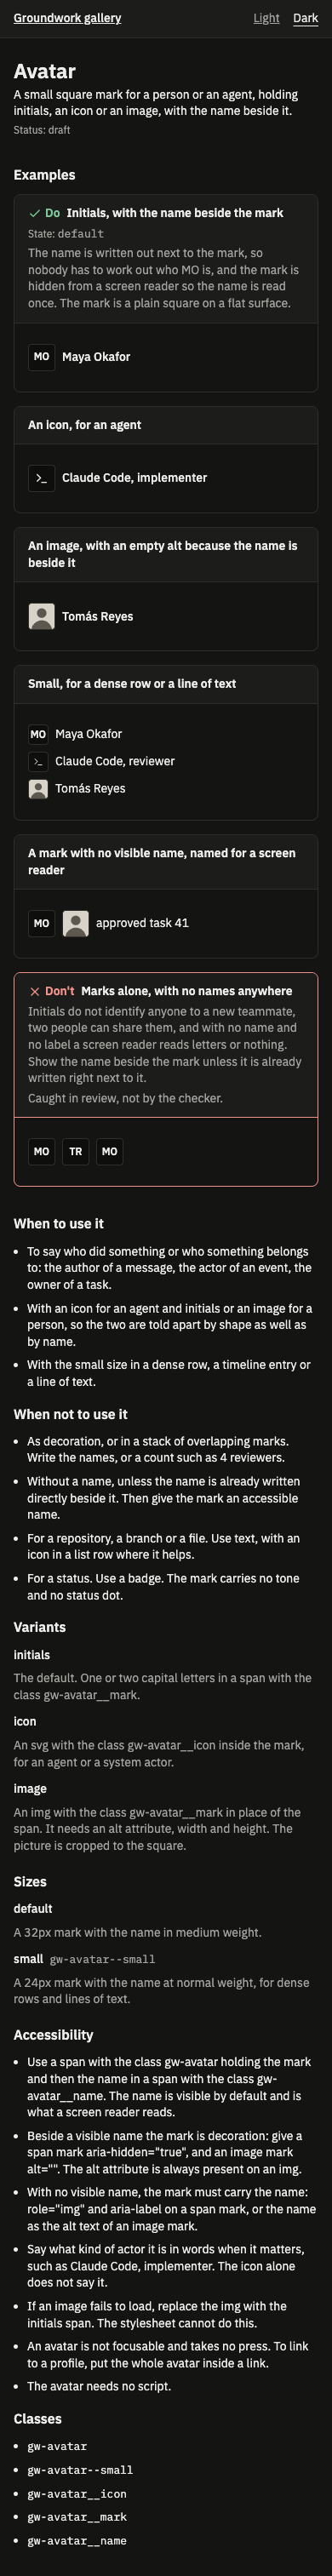 Groundwork gallery
Light
Dark
Avatar
A small square mark for a person or an agent, holding
initials, an icon or an image, with the name beside it.
Status: draft
Examples
Do Initials, with the name beside the mark
State: default
The name is written out next to the mark, so
nobody has to work out who MO is, and the mark is
hidden from a screen reader so the name is read
once. The mark is a plain square on a flat surface.
MO Maya Okafor
An icon, for an agent
>_ Claude Code, implementer
An image, with an empty alt because the name is
beside it
Tomás Reyes
Small, for a dense row or a line of text
MO Maya Okafor
>_ Claude Code, reviewer
Tomás Reyes
A mark with no visible name, named for a screen
reader
MO approved task 41
Don't Marks alone, with no names anywhere
Initials do not identify anyone to a new teammate,
two people can share them, and with no name and
no label a screen reader reads letters or nothing.
Show the name beside the mark unless it is already
written right next to it.
Caught in review, not by the checker.
MO TR MO
When to use it
• To say who did something or who something belongs
to: the author of a message, the actor of an event, the
owner of a task.
• With an icon for an agent and initials or an image for a
person, so the two are told apart by shape as well as
by name.
• With the small size in a dense row, a timeline entry or
a line of text.
When not to use it
• As decoration, or in a stack of overlapping marks.
Write the names, or a count such as 4 reviewers.
• Without a name, unless the name is already written
directly beside it. Then give the mark an accessible
name.
• For a repository, a branch or a file. Use text, with an
icon in a list row where it helps.
• For a status. Use a badge. The mark carries no tone
and no status dot.
Variants
initials
The default. One or two capital letters in a span with the
class gw-avatar__mark.
icon
An svg with the class gw-avatar__icon inside the mark,
for an agent or a system actor.
image
An img with the class gw-avatar__mark in place of the
span. It needs an alt attribute, width and height. The
picture is cropped to the square.
Sizes
default
A 32px mark with the name in medium weight.
small gw-avatar--small
A 24px mark with the name at normal weight, for dense
rows and lines of text.
Accessibility
• Use a span with the class gw-avatar holding the mark
and then the name in a span with the class gw-
avatar__name. The name is visible by default and is
what a screen reader reads.
• Beside a visible name the mark is decoration: give a
span mark aria-hidden="true", and an image mark
alt="". The alt attribute is always present on an img.
• With no visible name, the mark must carry the name:
role="img" and aria-label on a span mark, or the name
as the alt text of an image mark.
• Say what kind of actor it is in words when it matters,
such as Claude Code, implementer. The icon alone
does not say it.
• If an image fails to load, replace the img with the
initials span. The stylesheet cannot do this.
• An avatar is not focusable and takes no press. To link
to a profile, put the whole avatar inside a link.
• The avatar needs no script.
Classes
• gw-avatar
• gw-avatar--small
• gw-avatar__icon
• gw-avatar__mark
• gw-avatar__name